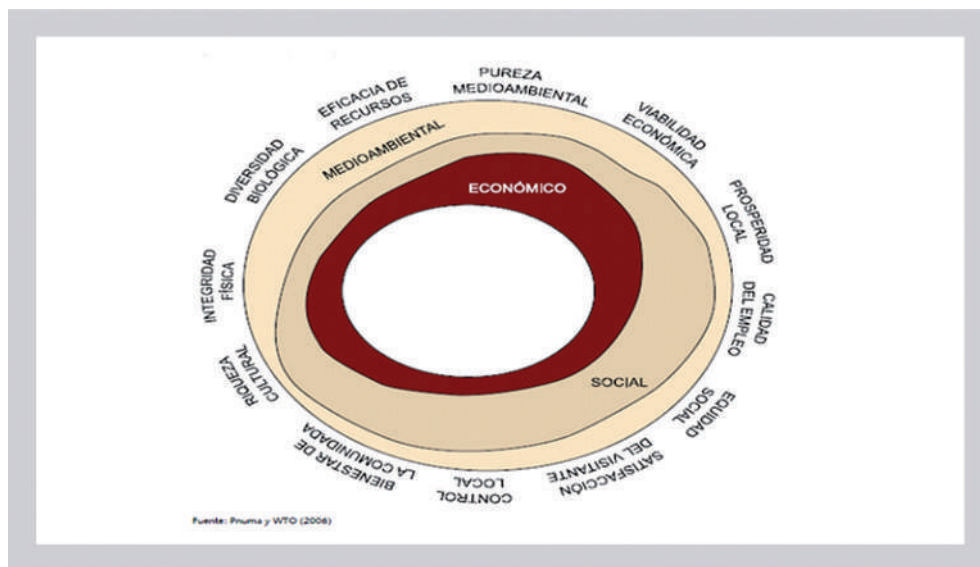 PUREZA
MEDIOAMBIENTAL
VIABILIDAD
ECONÓMICA
PROSPERIDAD
LOCAL
CALIDAD
DEL EMPLEO
EQUIDAD
SOCIAL
SATISFACCIÓN
DEL VISITANTE
CONTROL
LOCAL
BIENESTAR DE
LA COMUNIDADA
RIQUEZA
CULTURAL
INTEGRIDAD
FÍSICA
DIVERSIDAD
BIOLÓGICA
EFICACIA DE
RECURSOS
MEDIOAMBIENTAL
ECONÓMICO
SOCIAL
Fuente: Pnuma y WTO (2006)